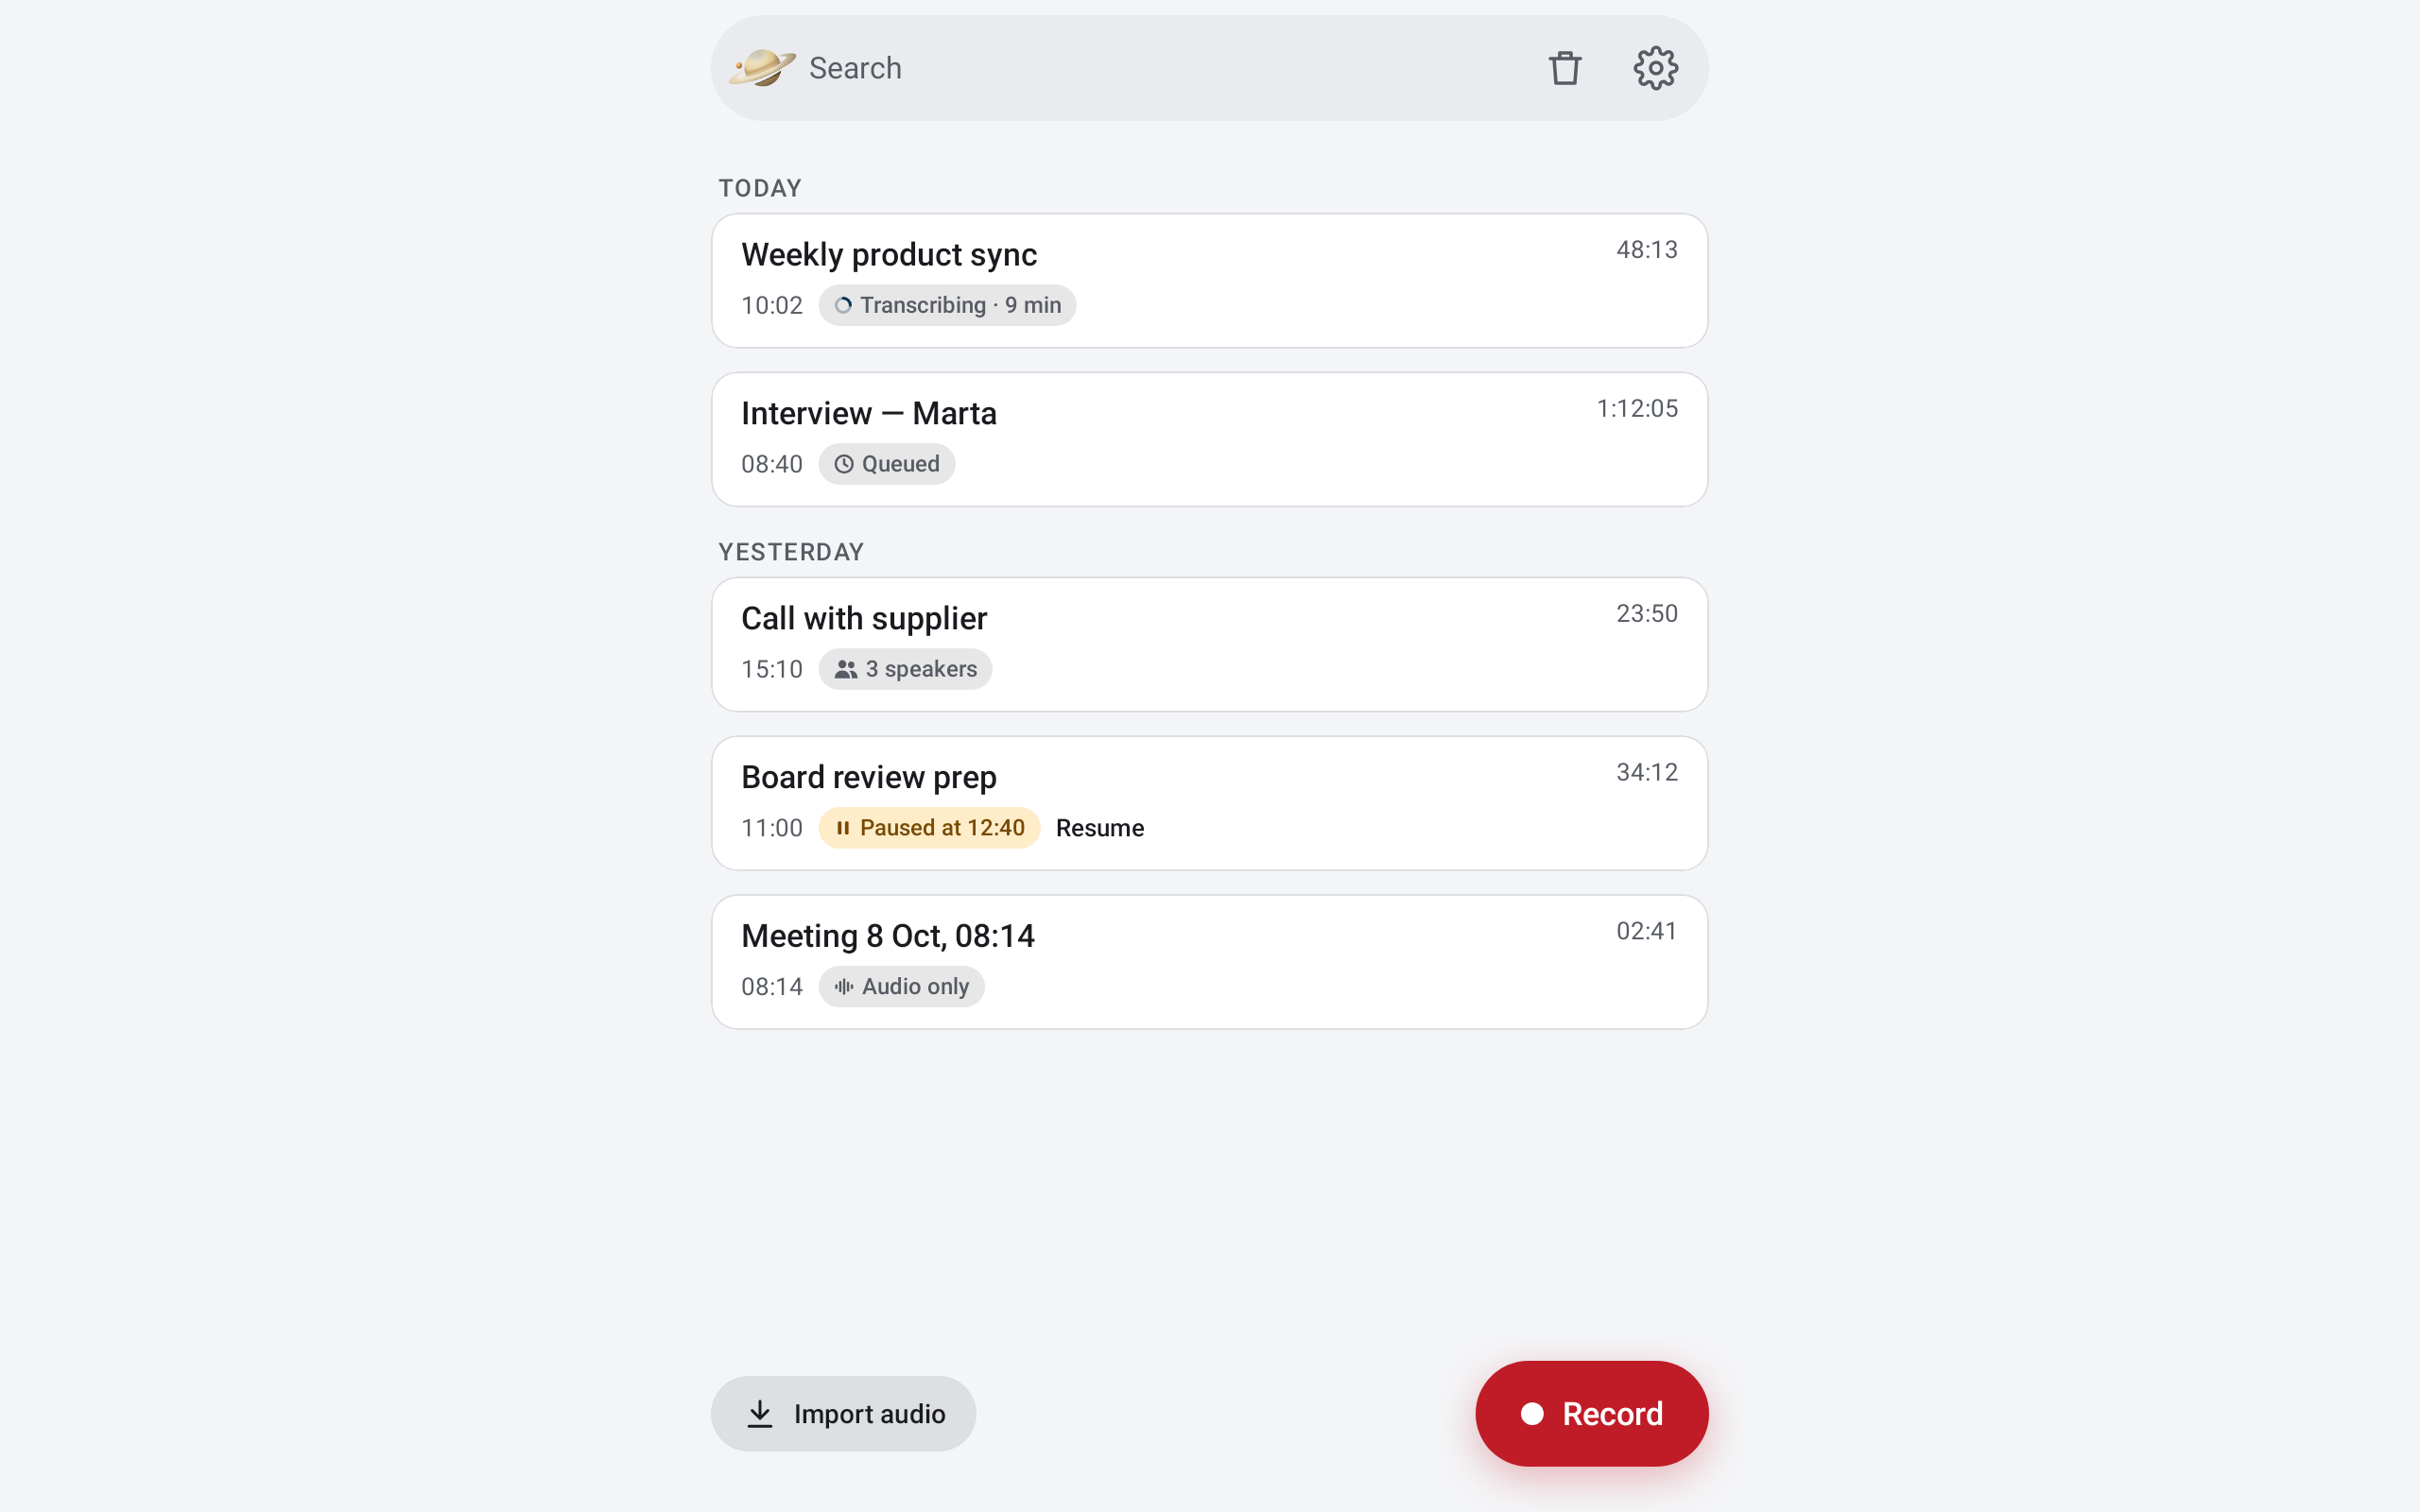 Search
TODAY
Weekly product sync 48:13
10:02 Transcribing · 9 min
Interview — Marta 1:12:05
08:40 Queued
YESTERDAY
Call with supplier 23:50
15:10 3 speakers
Board review prep 34:12
11:00 Paused at 12:40 Resume
Meeting 8 Oct, 08:14 02:41
08:14 Audio only
Import audio Record